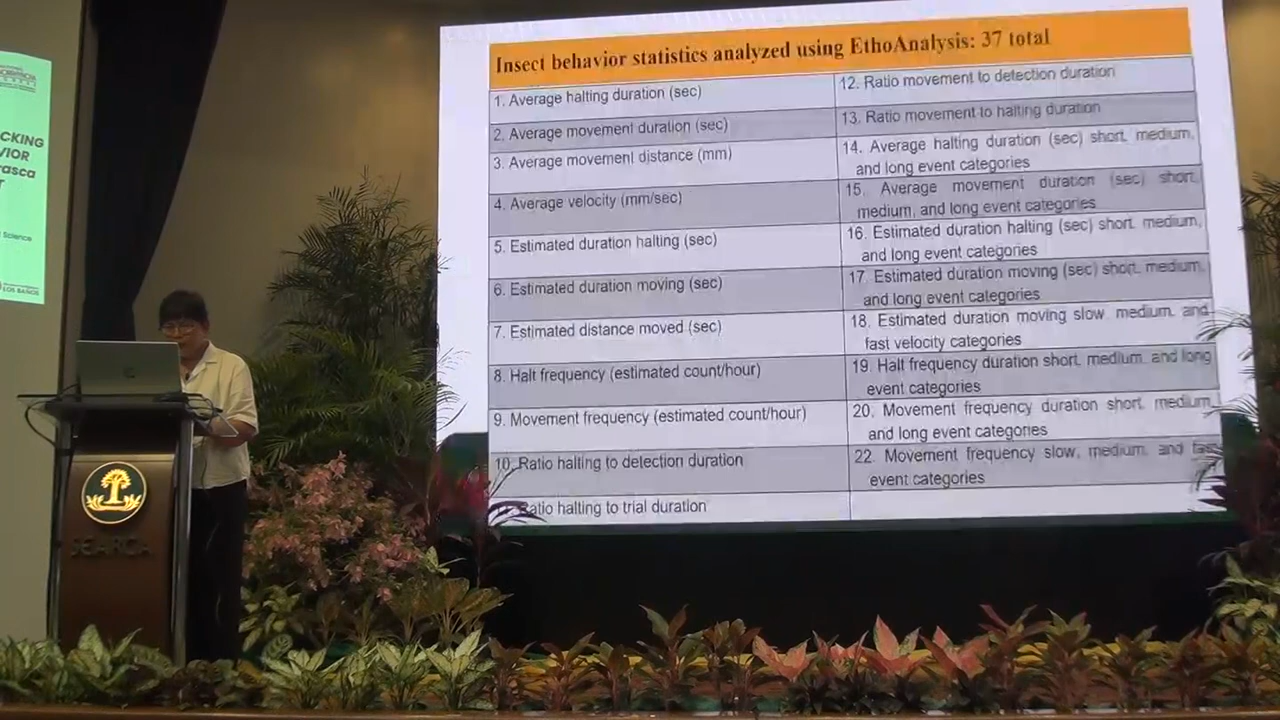 CKING
VIOR
rasca
T
Science
LOS BAÑOS
SEARCA
Insect behavior statistics analyzed using EthoAnalysis: 37 total
1. Average halting duration (sec)
2. Average movement duration (sec)
3. Average movement distance (mm)
4. Average velocity (mm/sec)
5. Estimated duration halting (sec)
6. Estimated duration moving (sec)
7. Estimated distance moved (sec)
8. Halt frequency (estimated count/hour)
9. Movement frequency (estimated count/hour)
10. Ratio halting to detection duration
Ratio halting to trial duration
12. Ratio movement to detection duration
13. Ratio movement to halting duration
14. Average halting duration (sec) short, medium,
and long event categories
15. Average movement duration (sec) short,
medium, and long event categories
16. Estimated duration halting (sec) short, medium,
and long event categories
17. Estimated duration moving (sec) short, medium,
and long event categories
18. Estimated duration moving slow, medium, and
fast velocity categories
19. Halt frequency duration short, medium, and long
event categories
20. Movement frequency duration short, medium,
and long event categories
22. Movement frequency slow, medium, and fast
event categories